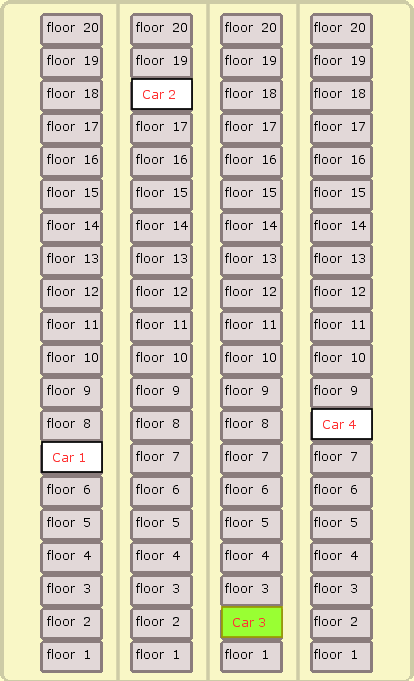 floor 20 floor 20 floor 20 floor 20
floor 19 floor 19 floor 19 floor 19
floor 18 Car 2 floor 18 floor 18
floor 17 floor 17 floor 17 floor 17
floor 16 floor 16 floor 16 floor 16
floor 15 floor 15 floor 15 floor 15
floor 14 floor 14 floor 14 floor 14
floor 13 floor 13 floor 13 floor 13
floor 12 floor 12 floor 12 floor 12
floor 11 floor 11 floor 11 floor 11
floor 10 floor 10 floor 10 floor 10
floor 9 floor 9 floor 9 floor 9
floor 8 floor 8 floor 8 Car 4
Car 1 floor 7 floor 7 floor 7
floor 6 floor 6 floor 6 floor 6
floor 5 floor 5 floor 5 floor 5
floor 4 floor 4 floor 4 floor 4
floor 3 floor 3 floor 3 floor 3
floor 2 floor 2 Car 3 floor 2
floor 1 floor 1 floor 1 floor 1